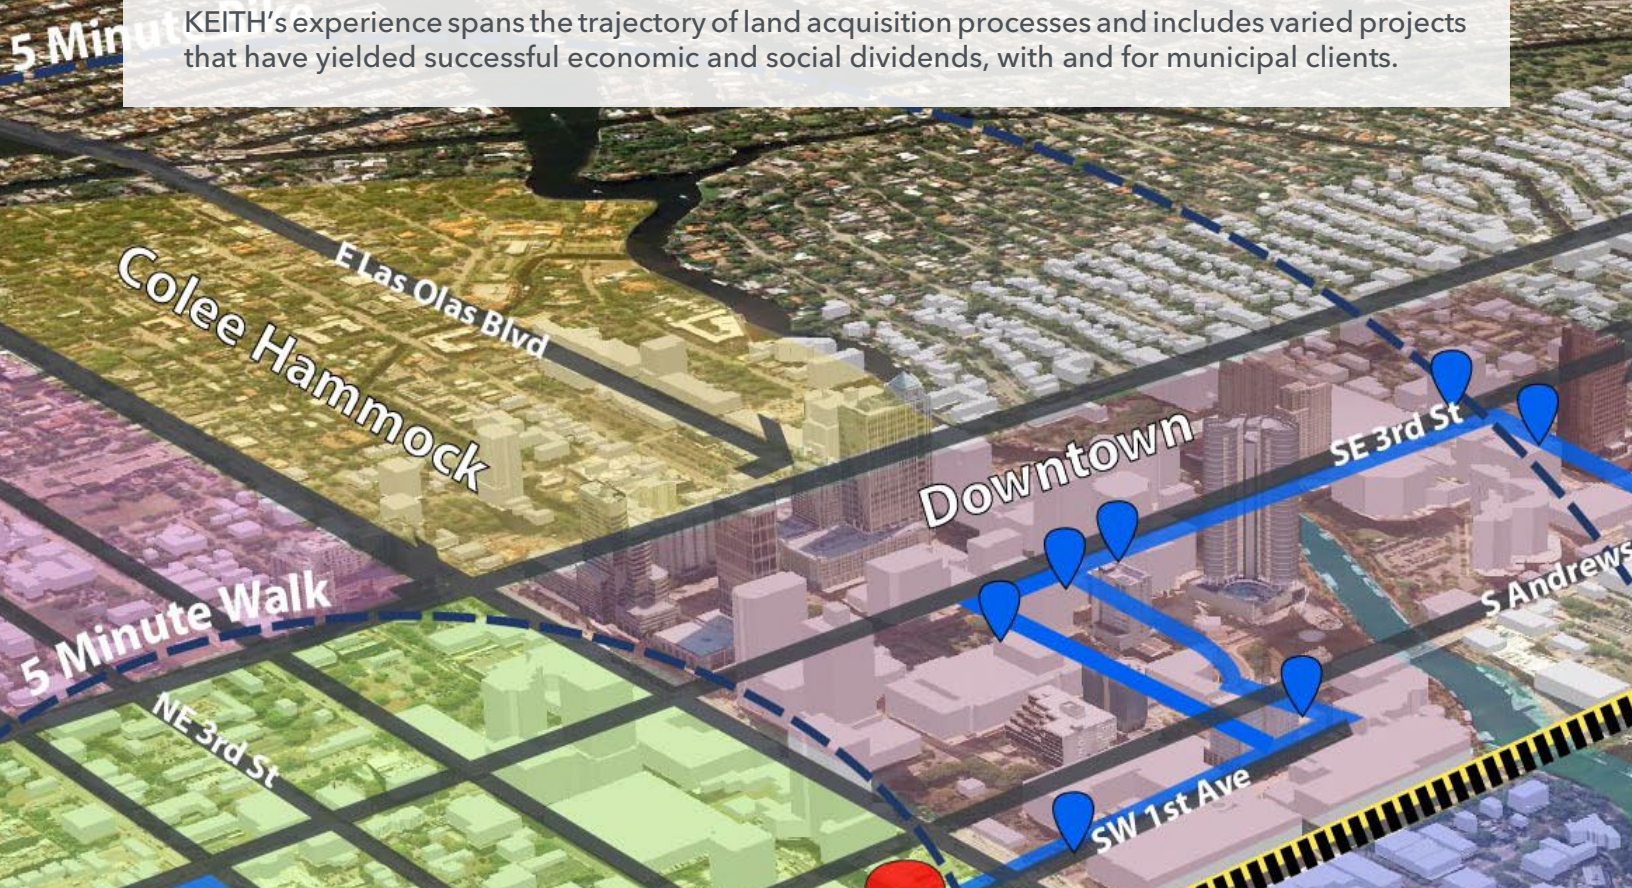 KEITH's experience spans the trajectory of land acquisition processes and includes varied projects
that have yielded successful economic and social dividends, with and for municipal clients.
5 Minute
E Las Olas Blvd
Colee Hammock
Downtown
SE 3rd St
S Andrews
5 Minute Walk
NE 3rd St
SW 1st Ave